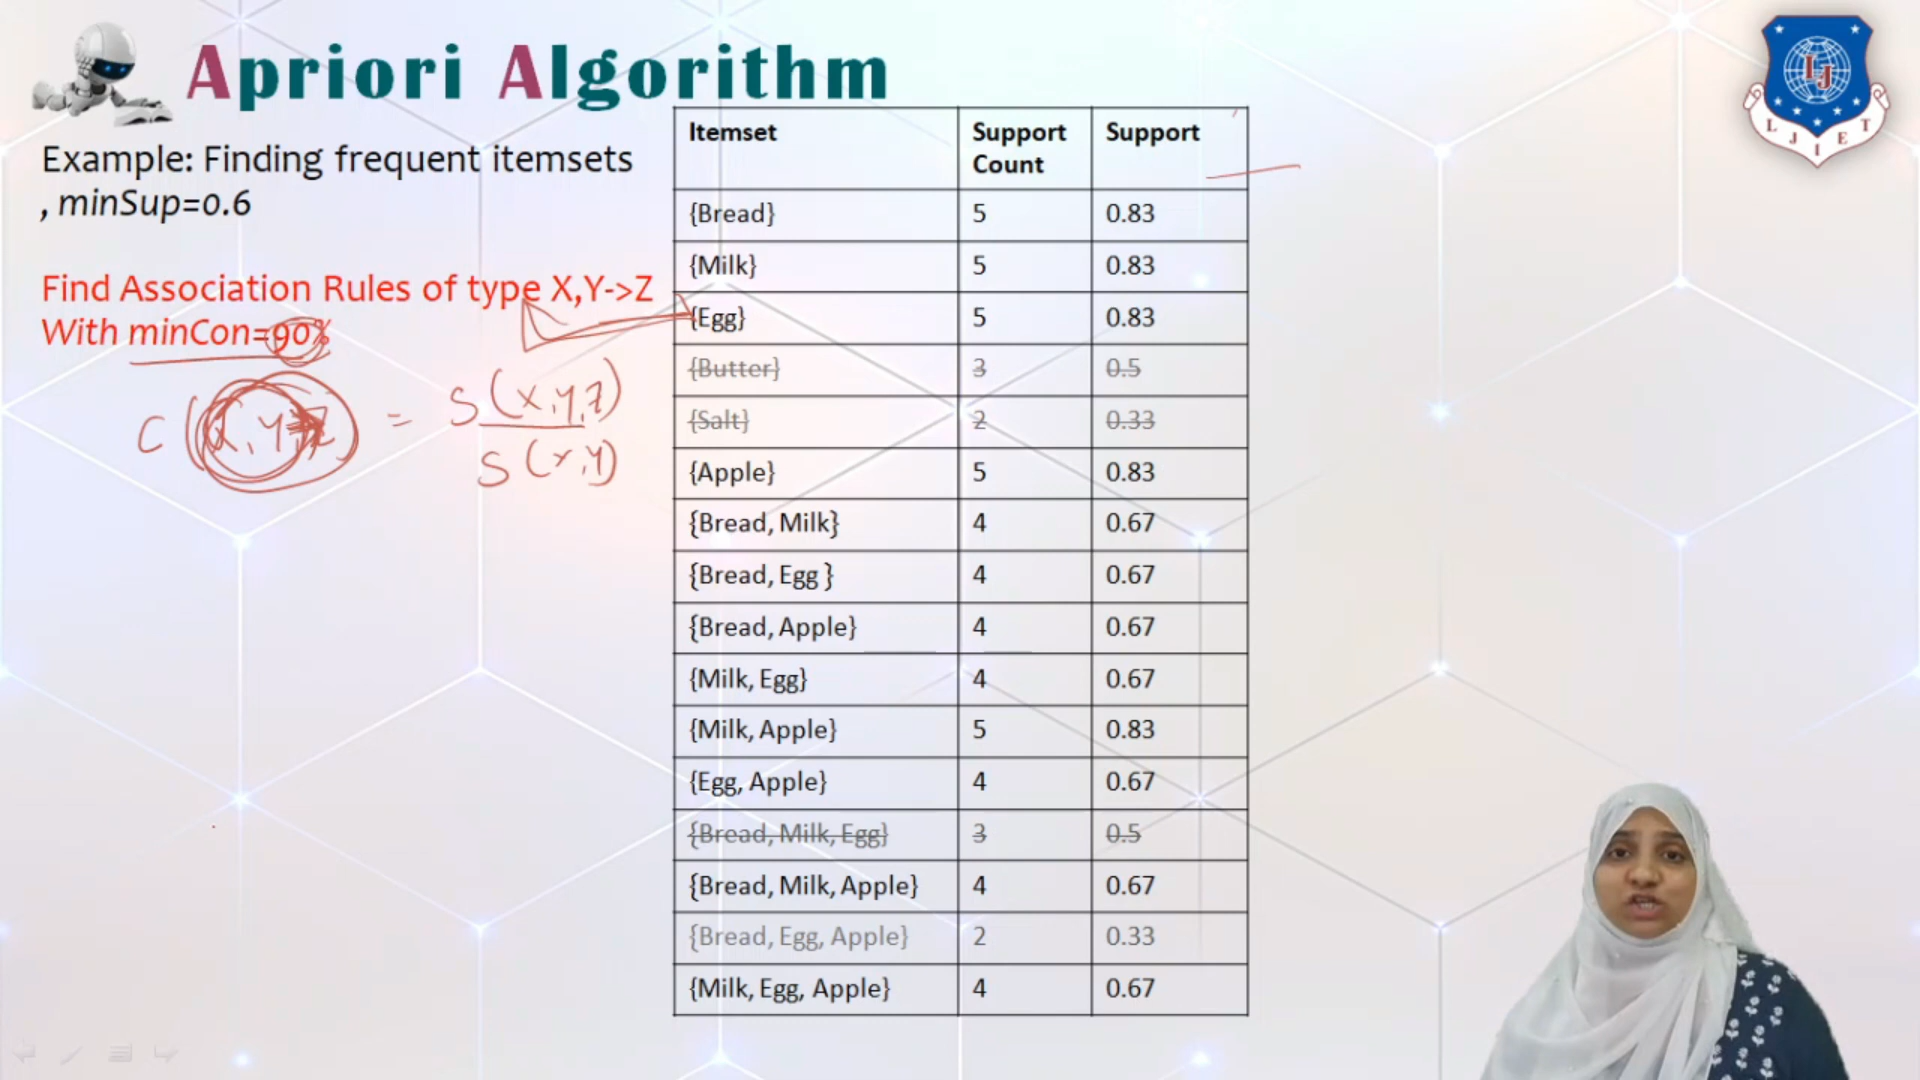 Apriori Algorithm
Example: Finding frequent itemsets
, minSup=0.6
Find Association Rules of type X,Y->Z
With minCon=90%
C (X, Y→Z) = S (X, Y, Z)
S (X, Y)
Itemset Support Count Support
{Bread} 5 0.83
{Milk} 5 0.83
{Egg} 5 0.83
{Butter} 3 0.5
{Salt} 2 0.33
{Apple} 5 0.83
{Bread, Milk} 4 0.67
{Bread, Egg } 4 0.67
{Bread, Apple} 4 0.67
{Milk, Egg} 4 0.67
{Milk, Apple} 5 0.83
{Egg, Apple} 4 0.67
{Bread, Milk, Egg} 3 0.5
{Bread, Milk, Apple} 4 0.67
{Bread, Egg, Apple} 2 0.33
{Milk, Egg, Apple} 4 0.67
LJ
LJIET